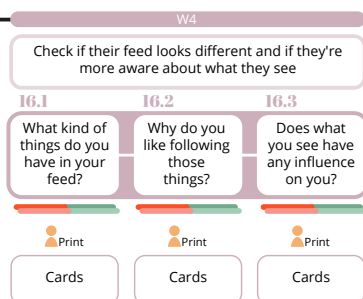 W4
Check if their feed looks different and if they're
more aware about what they see
16.1
16.2
16.3
What kind of
things do you
have in your
feed?
Why do you
like following
those
things?
Does what
you see have
any influence
on you?
Print
Print
Print
Cards
Cards
Cards